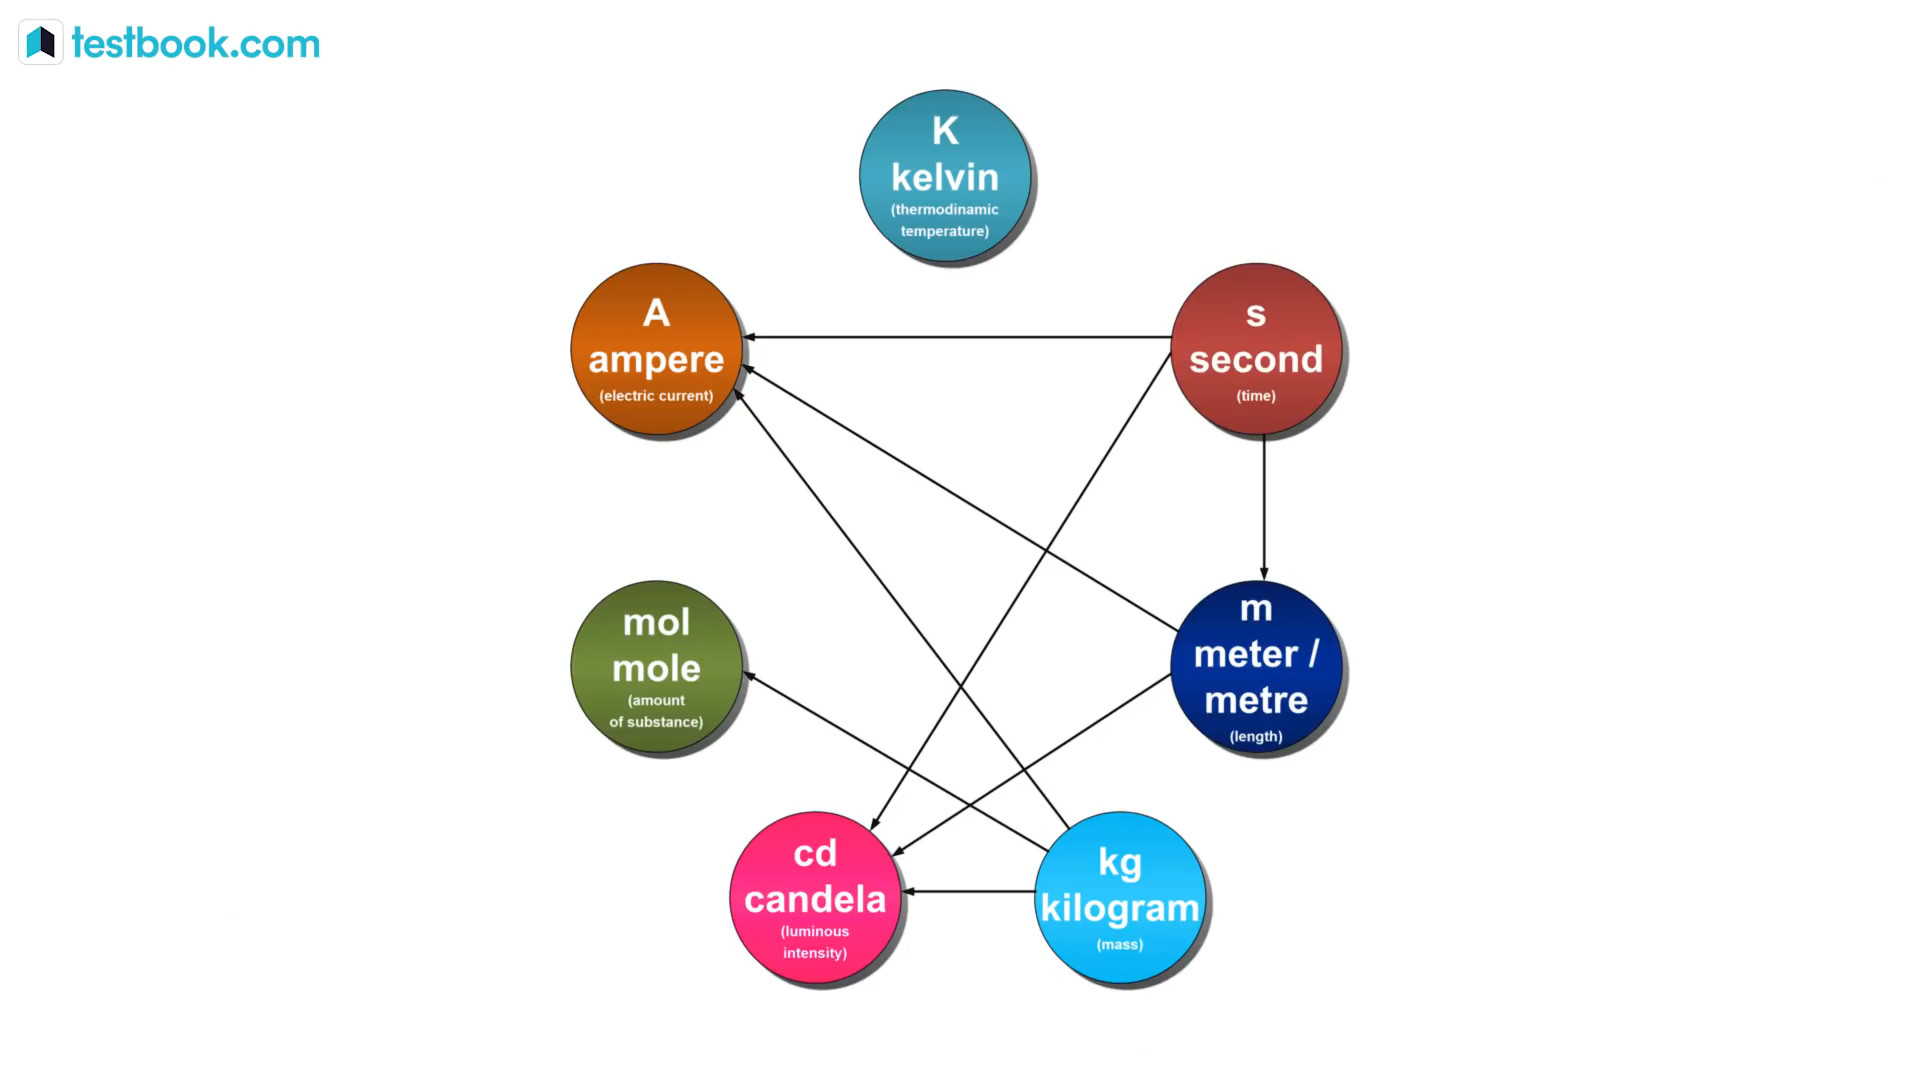 testbook.com
K
kelvin
(thermodinamic
temperature)
A
ampere
(electric current)
s
second
(time)
mol
mole
(amount
of substance)
m
meter /
metre
(length)
cd
candela
(luminous
intensity)
kg
kilogram
(mass)